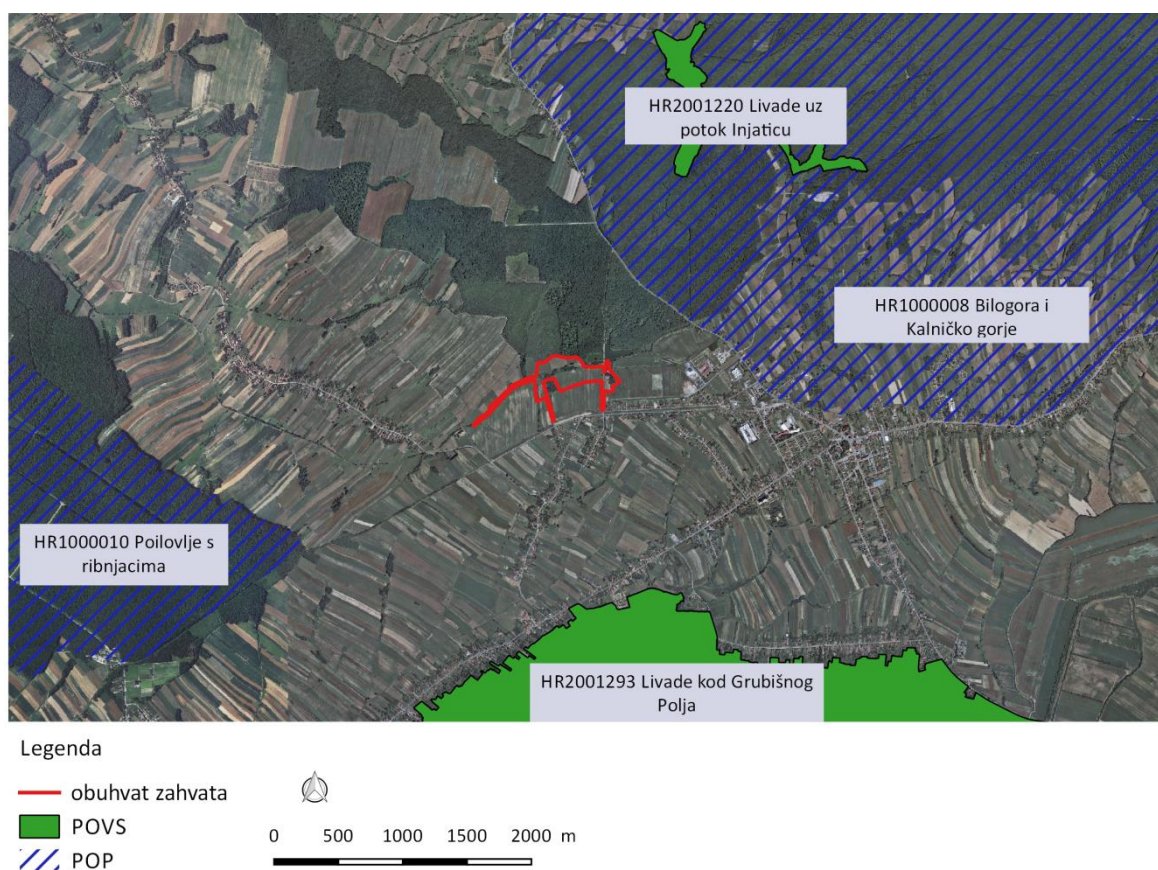 HR2001220 Livade uz
potok Injaticu
HR1000008 Bilogora i
Kalničko gorje
HR1000010 Poilovlje s
ribnjacima
HR2001293 Livade kod Grubišnog
Polja
Legenda
obuhvat zahvata
POVS
POP
0 500 1000 1500 2000 m